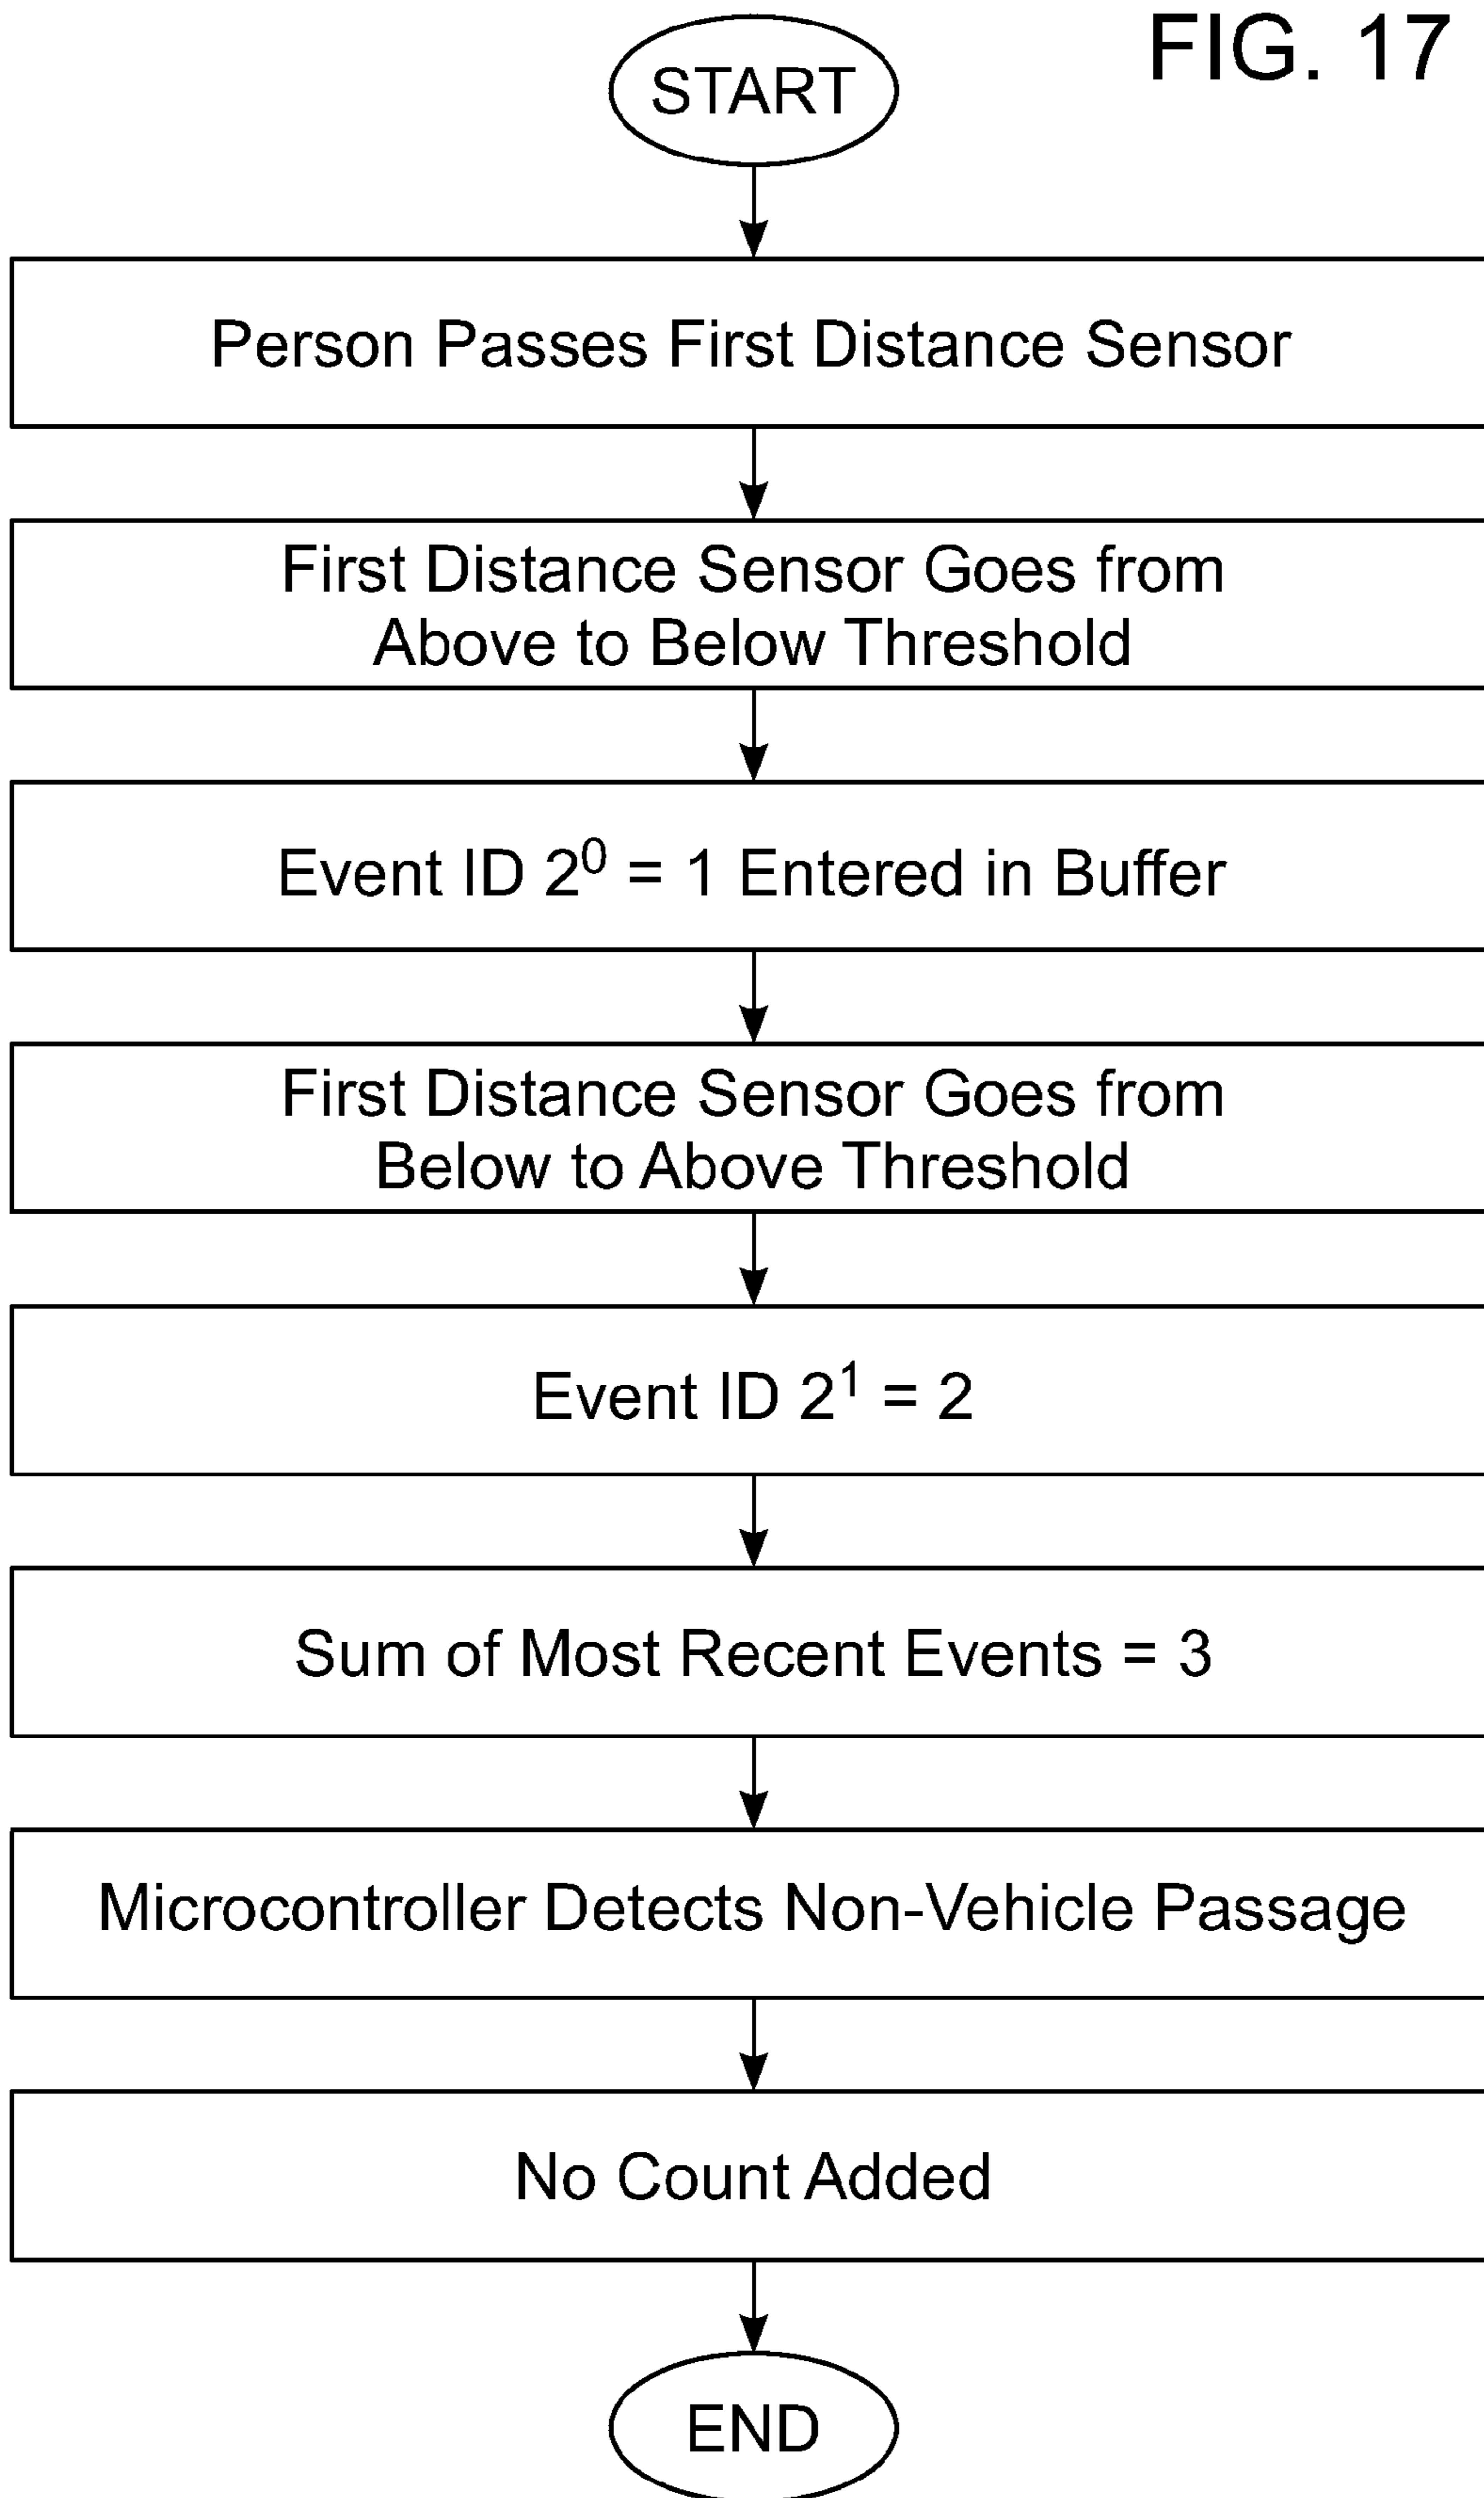 FIG. 17
START
Person Passes First Distance Sensor
First Distance Sensor Goes from
Above to Below Threshold
Event ID 2⁰ = 1 Entered in Buffer
First Distance Sensor Goes from
Below to Above Threshold
Event ID 2¹ = 2
Sum of Most Recent Events = 3
Microcontroller Detects Non-Vehicle Passage
No Count Added
END